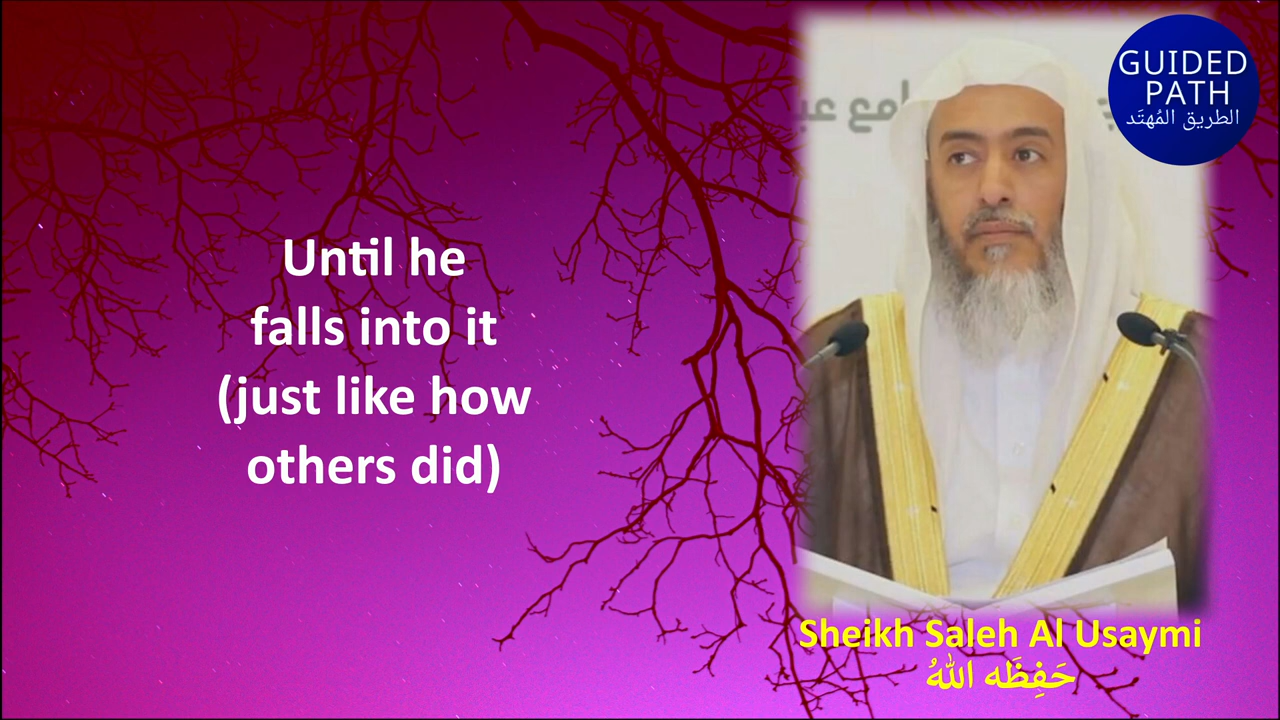 GUIDED
PATH
الطريق المُهتَد
Until he
falls into it
(just like how
others did)
Sheikh Saleh Al Usaymi
حَفِظَه اللهُ